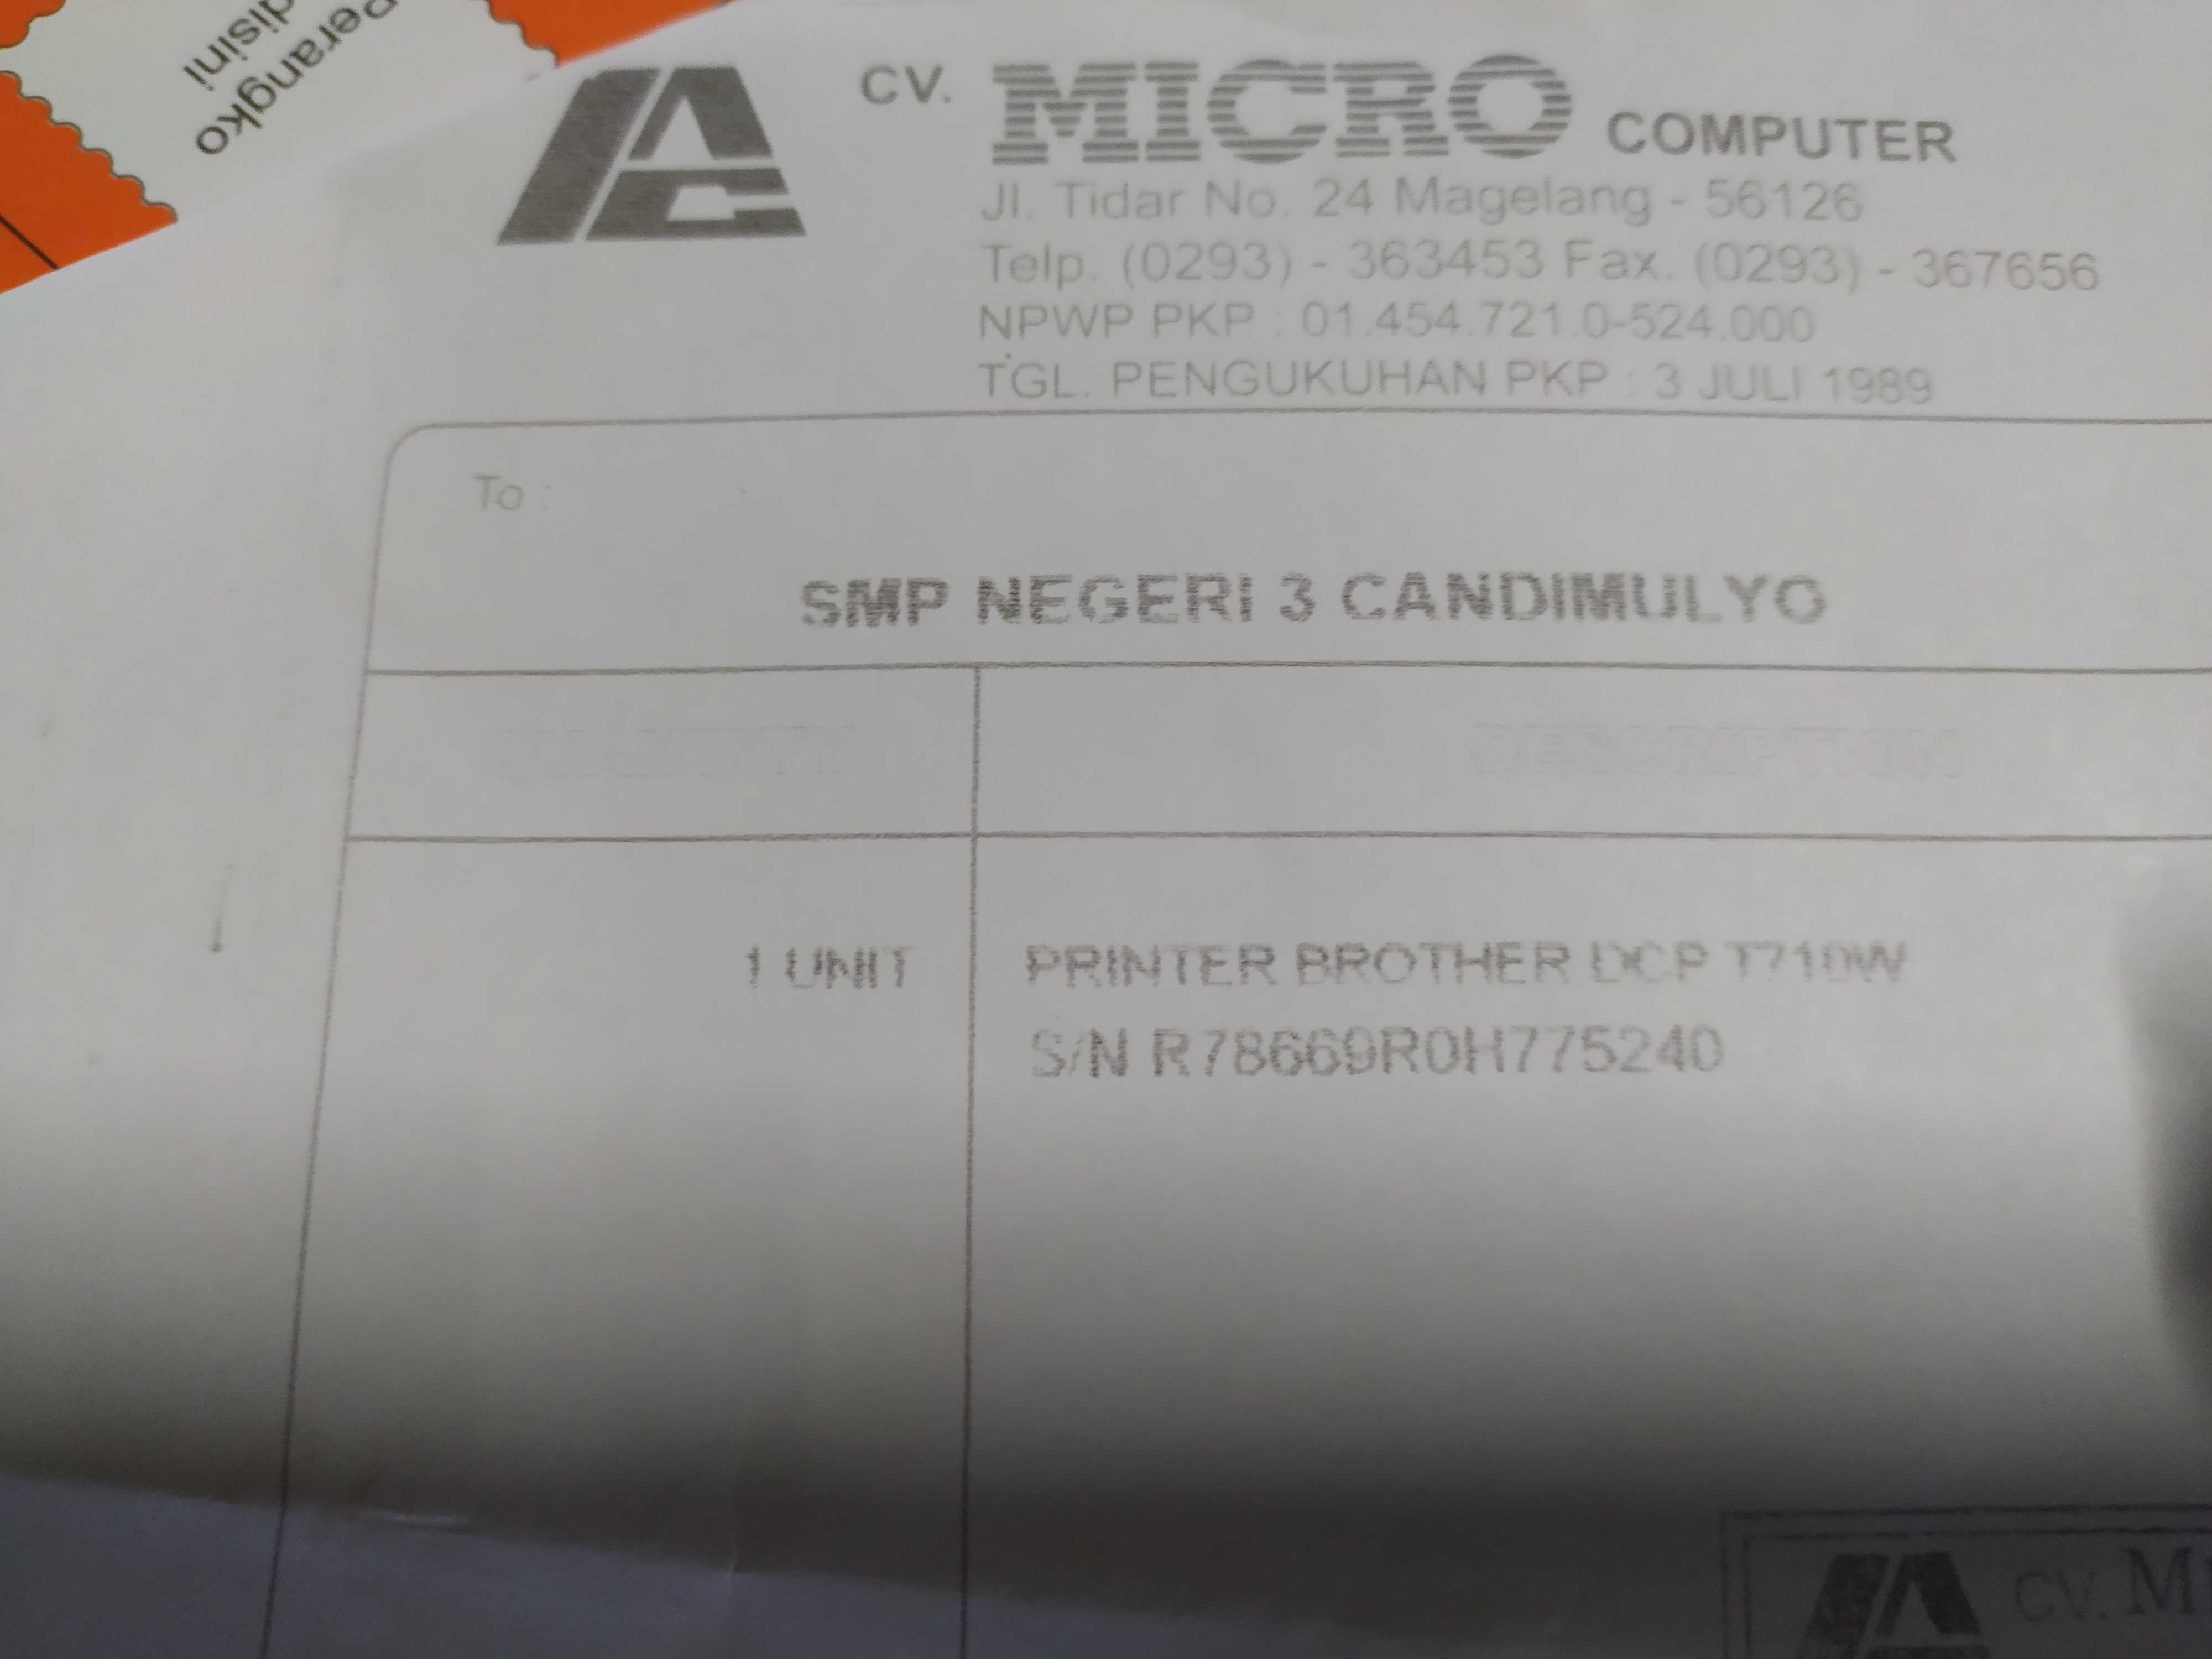 Perangko
disini
CV. MICRO COMPUTER
Jl. Tidar No. 24 Magelang - 56126
Telp. (0293) - 363453 Fax. (0293) - 367656
NPWP PKP : 01.454.721.0-524.000
TGL. PENGUKUHAN PKP : 3 JULI 1989
To :
SMP NEGERI 3 CANDIMULYO
QUANTITY DESCRIPTION
1 UNIT PRINTER BROTHER DCP T710W
S/N R78669R0H775240
CV.